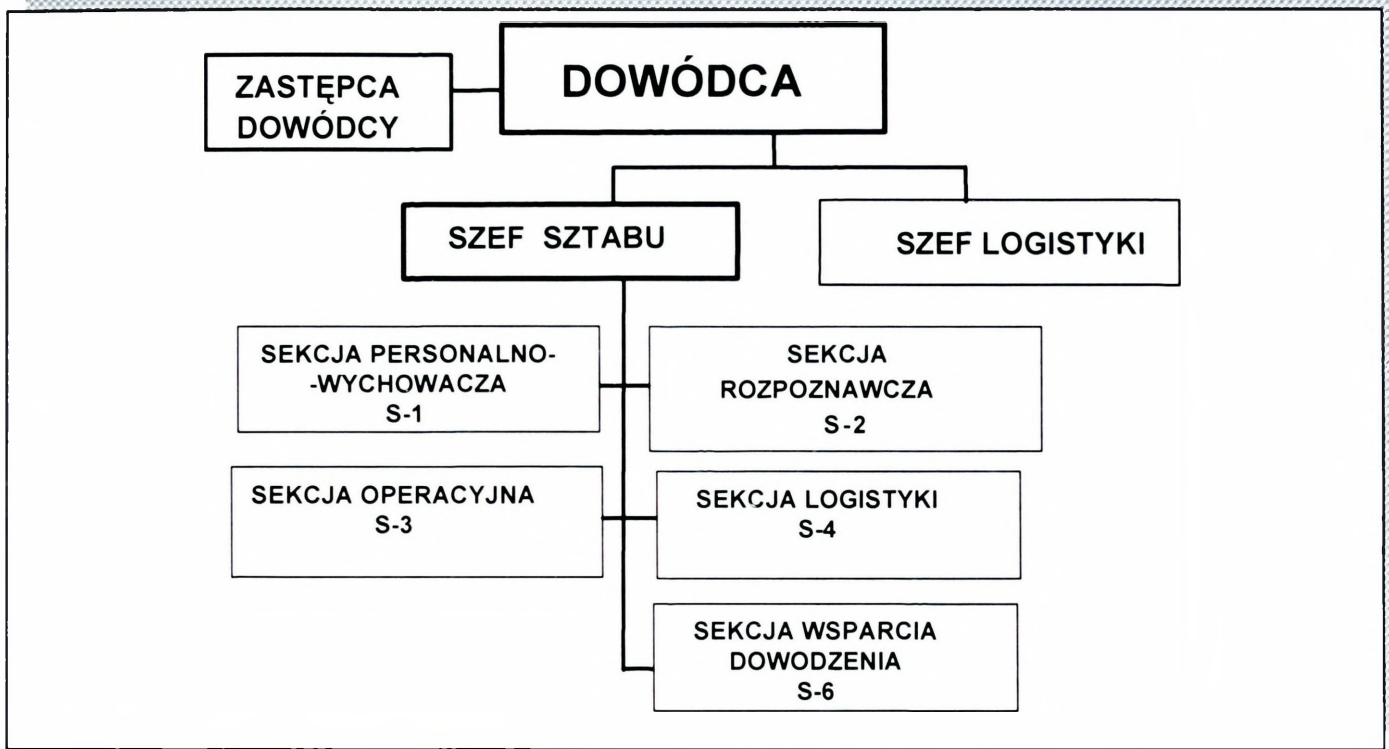 DOWÓDCA
ZASTĘPCA
DOWÓDCY
SZEF SZTABU
SZEF LOGISTYKI
SEKCJA PERSONALNO-
-WYCHOWACZA
S-1
SEKCJA
ROZPOZNAWCZA
S-2
SEKCJA OPERACYJNA
S-3
SEKCJA LOGISTYKI
S-4
SEKCJA WSPARCIA
DOWODZENIA
S-6